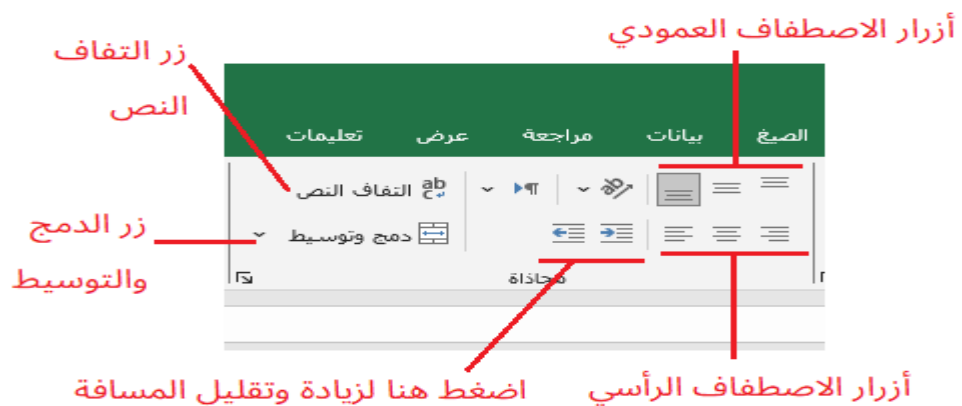 أزرار الاصطفاف العمودي
زر التفاف
النص
الصيغ بيانات مراجعة عرض تعليمات
التفاف النص
دمج وتوسيط
محاذاة
زر الدمج
والتوسيط
أزرار الاصطفاف الرأسي
اضغط هنا لزيادة وتقليل المسافة